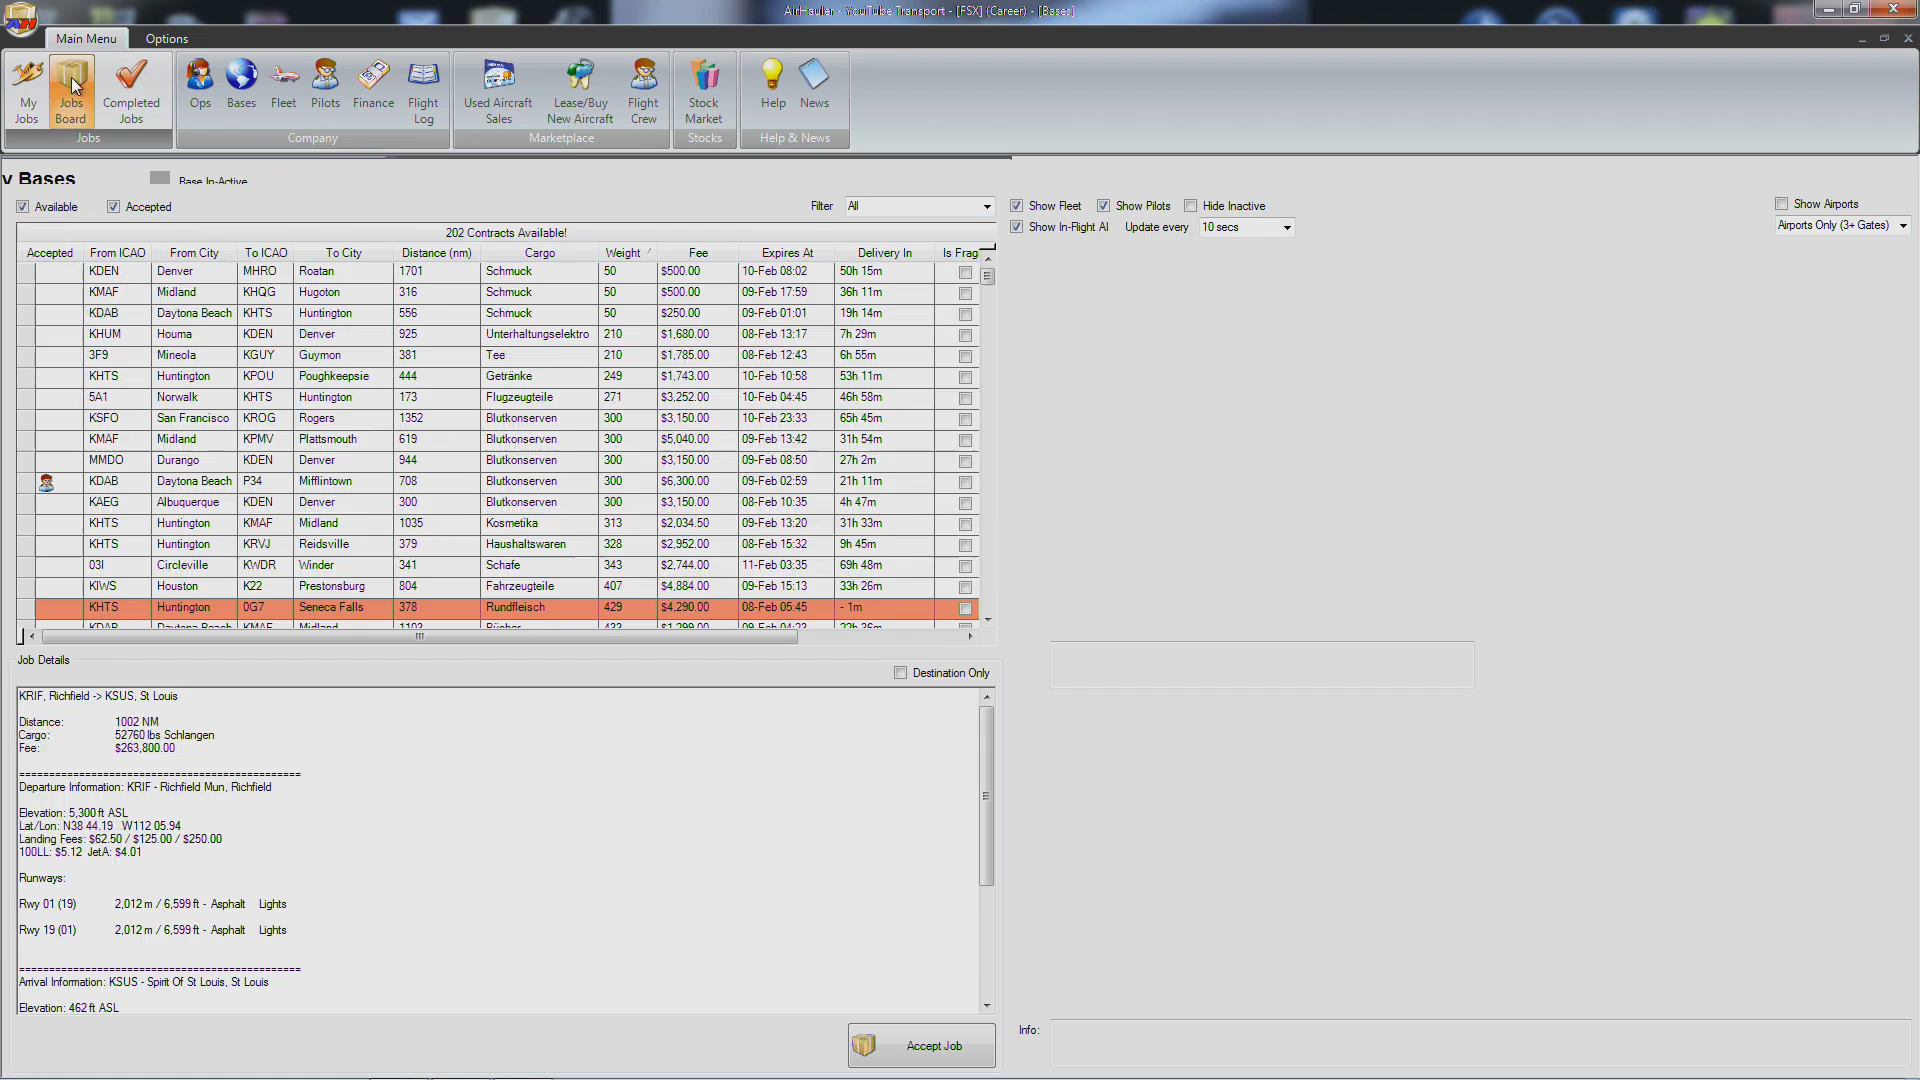 AirHauler - YouTube Transport - [FSX] (Career) - [Bases]
Main Menu Options
My Jobs
Jobs Board
Completed Jobs
Ops
Bases
Fleet
Pilots
Finance
Flight Log
Used Aircraft Sales
Lease/Buy New Aircraft
Flight Crew
Stock Market
Help
News
Jobs
Company
Marketplace
Stocks
Help & News
y Bases
Base In-Active
Available Accepted Filter All
Show Fleet Show Pilots Hide Inactive
Show In-Flight AI Update every 10 secs
Show Airports
Airports Only (3+ Gates)
202 Contracts Available!
Accepted From ICAO From City To ICAO To City Distance (nm) Cargo Weight Fee Expires At Delivery In Is Frag
KDEN Denver MHRO Roatan 1701 Schmuck 50 $500.00 10-Feb 08:02 50h 15m
KMAF Midland KHQG Hugoton 316 Schmuck 50 $500.00 09-Feb 17:59 36h 11m
KDAB Daytona Beach KHTS Huntington 556 Schmuck 50 $250.00 09-Feb 01:01 19h 14m
KHUM Houma KDEN Denver 925 Unterhaltungselektro 210 $1,680.00 08-Feb 13:17 7h 29m
3F9 Mineola KGUY Guymon 381 Tee 210 $1,785.00 08-Feb 12:43 6h 55m
KHTS Huntington KPOU Poughkeepsie 444 Getränke 249 $1,743.00 10-Feb 10:58 53h 11m
5A1 Norwalk KHTS Huntington 173 Flugzeugteile 271 $3,252.00 10-Feb 04:45 46h 58m
KSFO San Francisco KROG Rogers 1352 Blutkonserven 300 $3,150.00 10-Feb 23:33 65h 45m
KMAF Midland KPMV Plattsmouth 619 Blutkonserven 300 $5,040.00 09-Feb 13:42 31h 54m
MMDO Durango KDEN Denver 944 Blutkonserven 300 $3,150.00 09-Feb 08:50 27h 2m
KDAB Daytona Beach P34 Mifflintown 708 Blutkonserven 300 $6,300.00 09-Feb 02:59 21h 11m
KAEG Albuquerque KDEN Denver 300 Blutkonserven 300 $3,150.00 08-Feb 10:35 4h 47m
KHTS Huntington KMAF Midland 1035 Kosmetika 313 $2,034.50 09-Feb 13:20 31h 33m
KHTS Huntington KRVJ Reidsville 379 Haushaltswaren 328 $2,952.00 08-Feb 15:32 9h 45m
03I Circleville KWDR Winder 341 Schafe 343 $2,744.00 11-Feb 03:35 69h 48m
KIWS Houston K22 Prestonsburg 804 Fahrzeugteile 407 $4,884.00 09-Feb 15:13 33h 26m
KHTS Huntington 0G7 Seneca Falls 378 Rundfleisch 429 $4,290.00 08-Feb 05:45 - 1m
KDAB Daytona Beach KMAF Midland 1103 Bücher 433 $1,299.00 09-Feb 04:23 22h 36m
Job Details
Destination Only
KRIF, Richfield -> KSUS, St Louis
Distance: 1002 NM
Cargo: 52760 lbs Schlangen
Fee: $263,800.00
===============================================
Departure Information: KRIF - Richfield Mun, Richfield
Elevation: 5,300 ft ASL
Lat/Lon: N38 44.19 W112 05.94
Landing Fees: $62.50 / $125.00 / $250.00
100LL: $5.12 JetA: $4.01
Runways:
Rwy 01 (19) 2,012 m / 6,599 ft - Asphalt Lights
Rwy 19 (01) 2,012 m / 6,599 ft - Asphalt Lights
===============================================
Arrival Information: KSUS - Spirit Of St Louis, St Louis
Elevation: 462 ft ASL
Accept Job
Info: